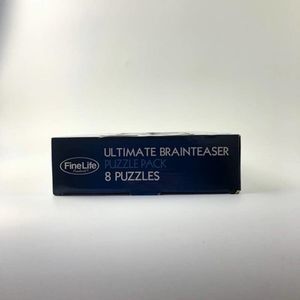 FineLife
ULTIMATE BRAINTEASER
PUZZLE PACK
8 PUZZLES